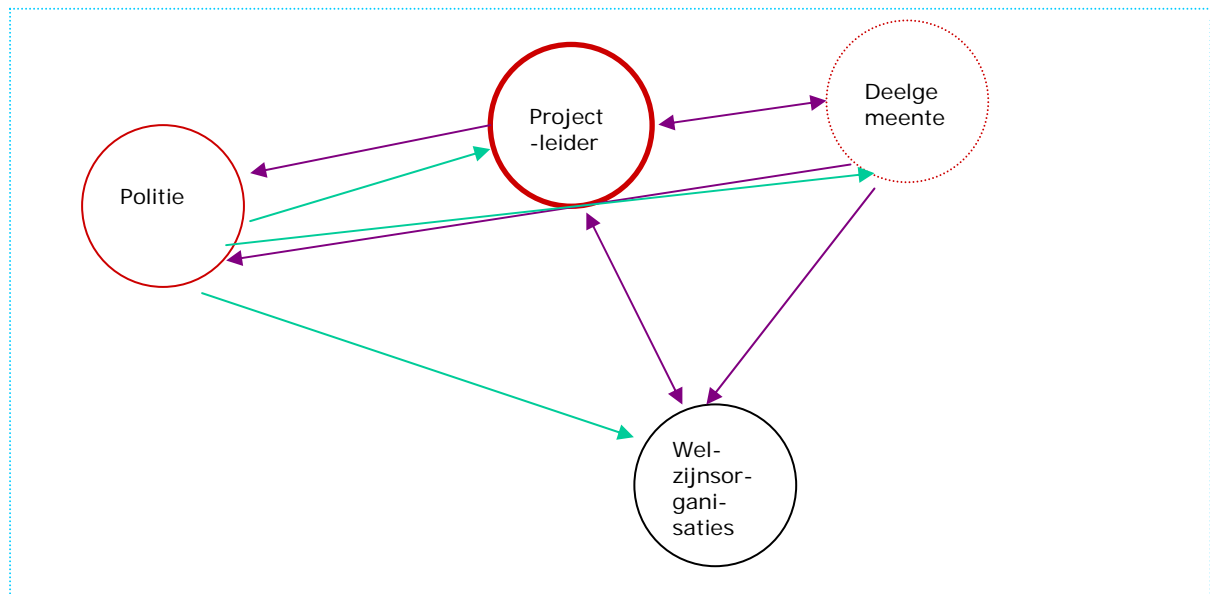 Politie
Project
-leider
Deelge
meente
Wel-
zijnsor-
gani-
saties